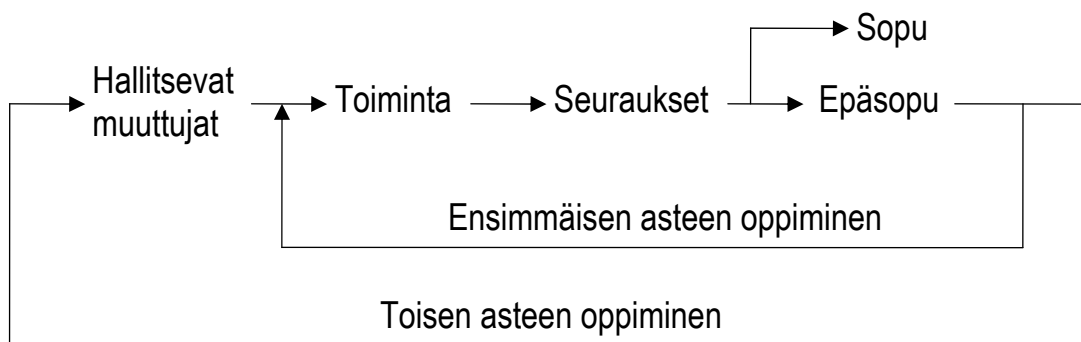 Sopu
Hallitsevat
muuttujat
Toiminta
Seuraukset
Epäsopu
Ensimmäisen asteen oppiminen
Toisen asteen oppiminen